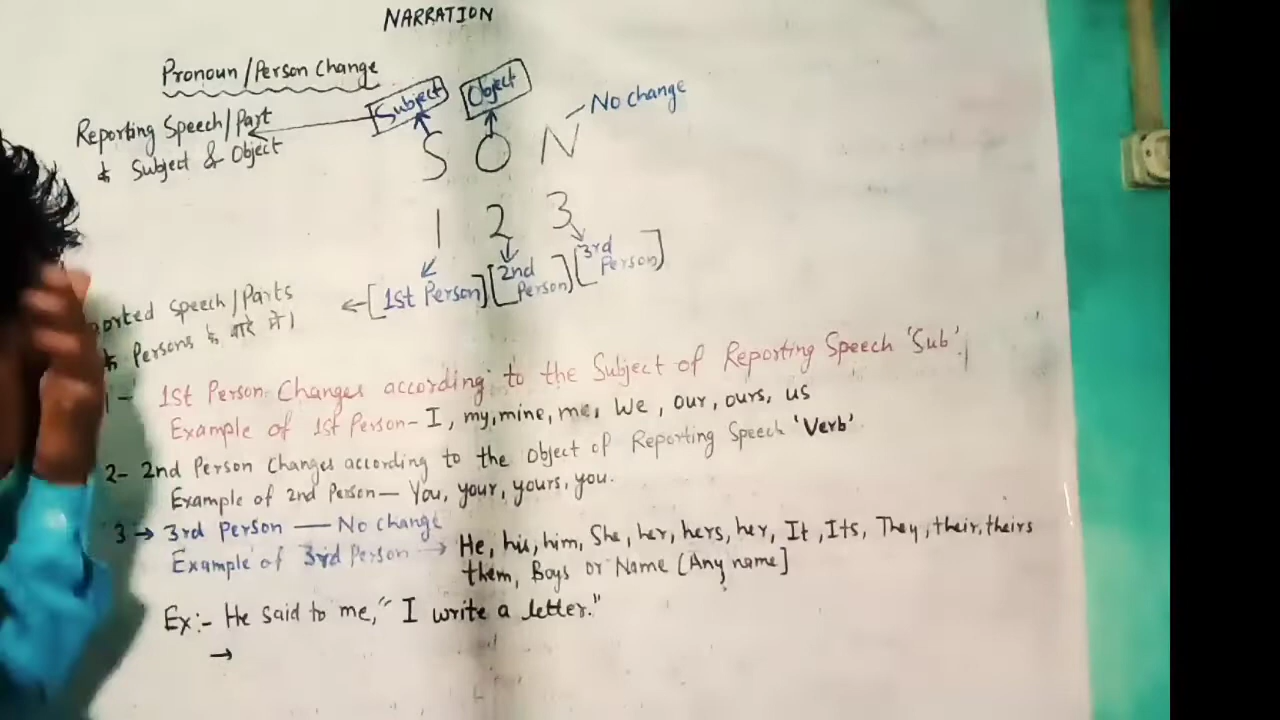 NARRATION
Pronoun/Person Change
Subject
Object
No change
Reporting Speech/Part
के Subject & Object
S O N
1 2 3
[1st Person] [2nd Person] [3rd Person]
ported Speech/Parts
के Persons के बारे में।
1- 1st Person Changes according to the Subject of Reporting Speech 'Sub'.
Example of 1st Person- I, my, mine, me, We, our, ours, us
2- 2nd Person Changes according to the object of Reporting Speech 'Verb'.
Example of 2nd Person- You, your, yours, you.
3 → 3rd Person — No change
Example of 3rd Person → He, his, him, She, her, hers, her, It, Its, They, their, theirs
them, Boys or Name [Any name]
Ex:- He said to me, "I write a letter."
→